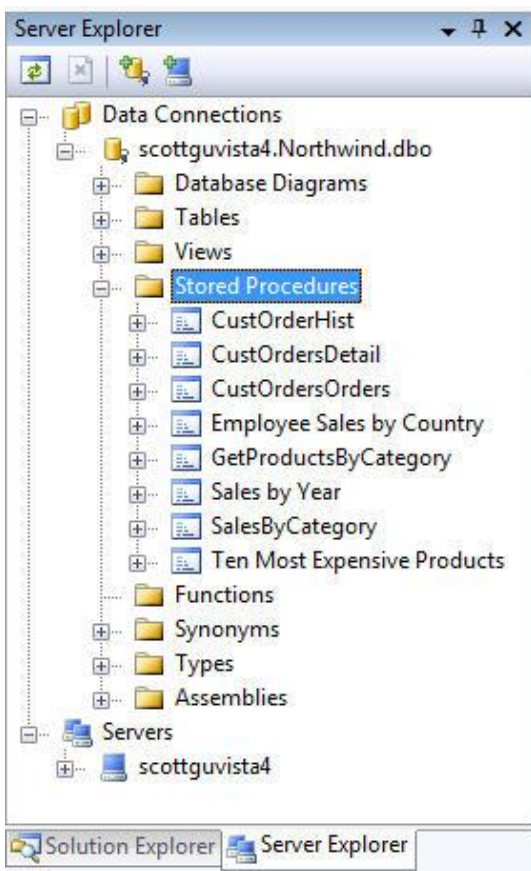 Server Explorer
Data Connections
scottguvista4.Northwind.dbo
Database Diagrams
Tables
Views
Stored Procedures
CustOrderHist
CustOrdersDetail
CustOrdersOrders
Employee Sales by Country
GetProductsByCategory
Sales by Year
SalesByCategory
Ten Most Expensive Products
Functions
Synonyms
Types
Assemblies
Servers
scottguvista4
Solution Explorer Server Explorer